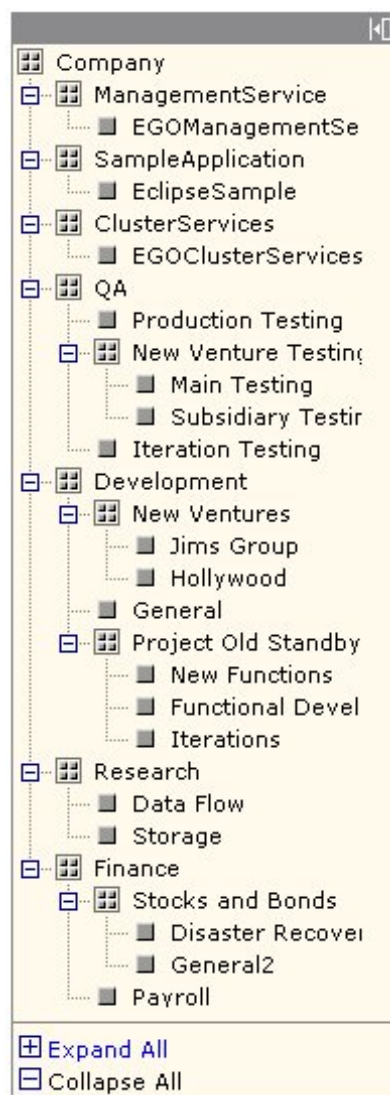 Company
ManagementService
EGOManagementSe
SampleApplication
EclipseSample
ClusterServices
EGOClusterServices
QA
Production Testing
New Venture Testing
Main Testing
Subsidiary Testin
Iteration Testing
Development
New Ventures
Jims Group
Hollywood
General
Project Old Standby
New Functions
Functional Devel
Iterations
Research
Data Flow
Storage
Finance
Stocks and Bonds
Disaster Recover
General2
Payroll
Expand All
Collapse All